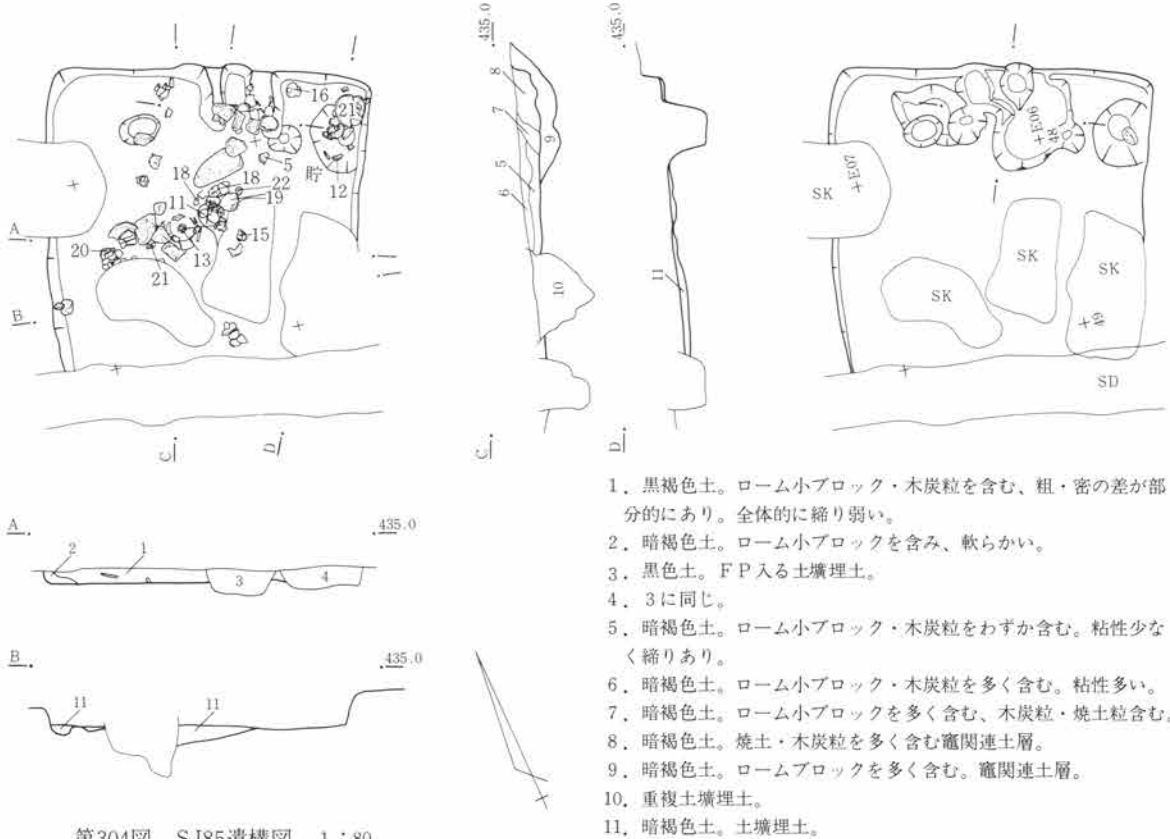 435.0
435.0
16
21
5
貯
12
18
18
22
11
19
A
15
20
13
21
B
C
D
8
7
9
5
6
10
C
11
D
E06
48
E07
SK
SK
SK
SK
49
SD
A
435.0
2
1
3
4
B
435.0
11
11
第304図 SJ85遺構図 1：80
1．黒褐色土。ローム小ブロック・木炭粒を含む、粗・密の差が部
分的にあり。全体的に締り弱い。
2．暗褐色土。ローム小ブロックを含み、軟らかい。
3．黒色土。ＦＰ入る土壙埋土。
4．3に同じ。
5．暗褐色土。ローム小ブロック・木炭粒をわずか含む。粘性少な
く締りあり。
6．暗褐色土。ローム小ブロック・木炭粒を多く含む。粘性多い。
7．暗褐色土。ローム小ブロックを多く含む、木炭粒・焼土粒含む。
8．暗褐色土。焼土・木炭粒を多く含む竈関連土層。
9．暗褐色土。ロームブロックを多く含む。竈関連土層。
10．重複土壙埋土。
11．暗褐色土。土壙埋土。